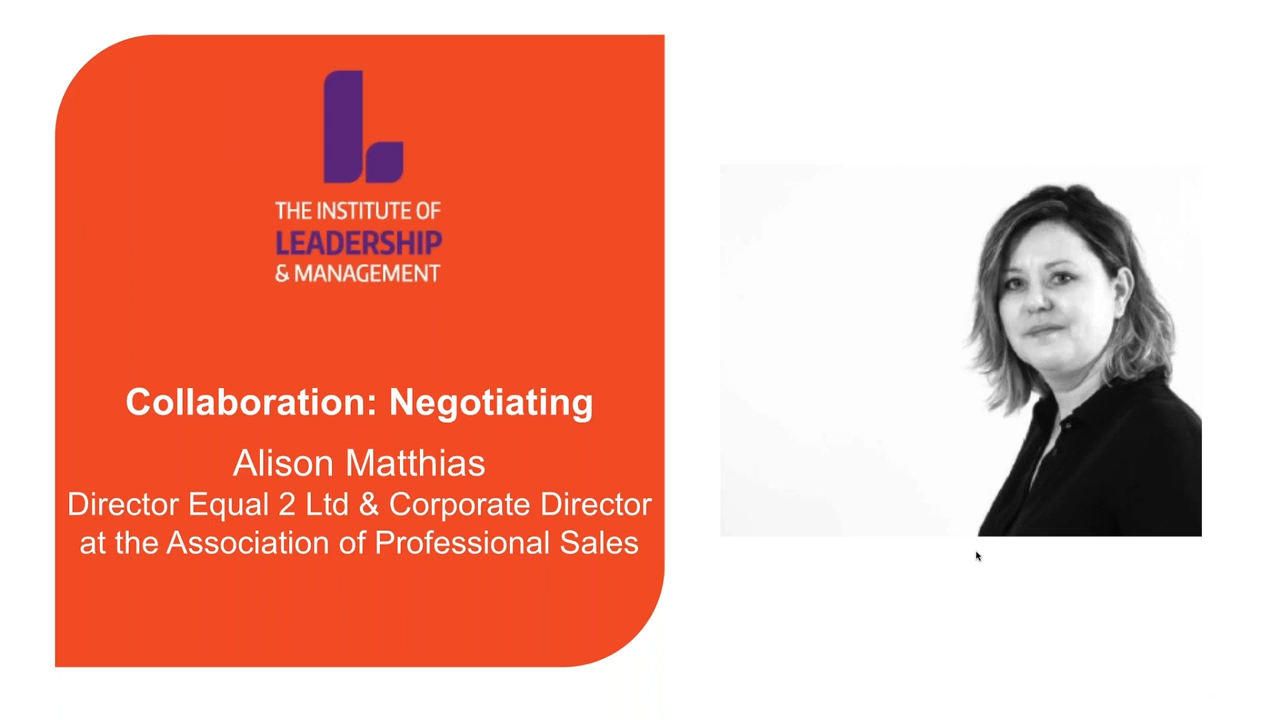 THE INSTITUTE OF
LEADERSHIP
& MANAGEMENT
Collaboration: Negotiating
Alison Matthias
Director Equal 2 Ltd & Corporate Director
at the Association of Professional Sales